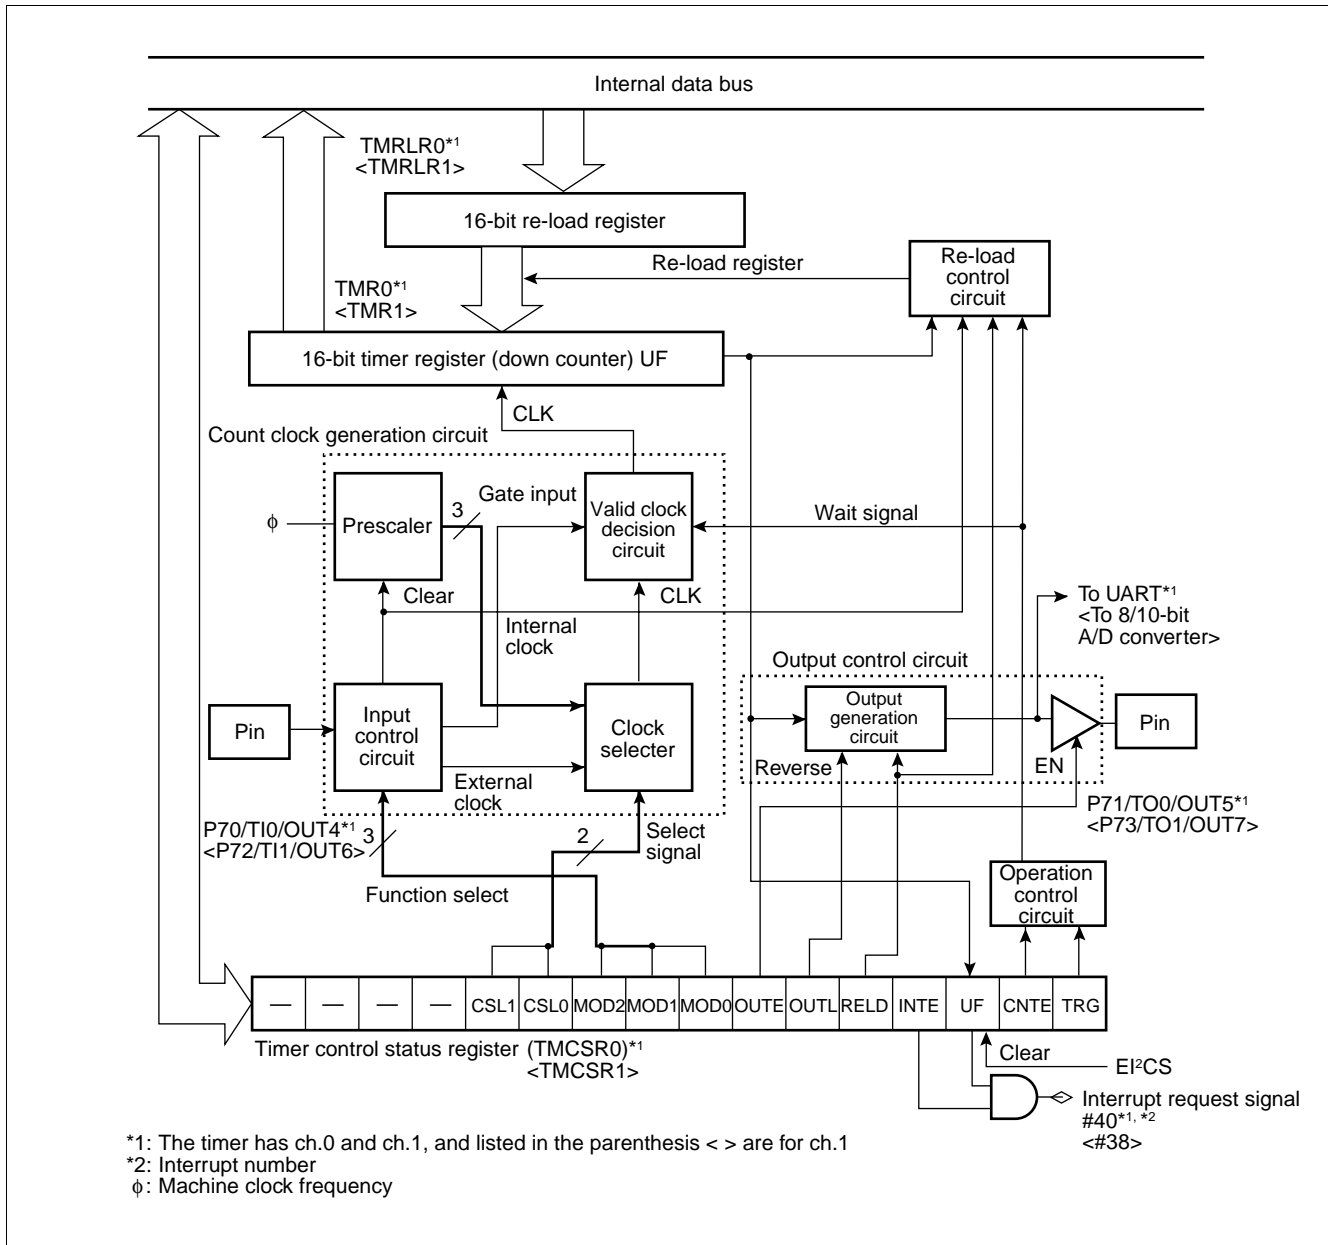 Internal data bus
TMRLR0*1
<TMRLR1>
16-bit re-load register
Re-load register
Re-load
control
circuit
TMR0*1
<TMR1>
16-bit timer register (down counter) UF
CLK
Count clock generation circuit
Prescaler
3
Gate input
Valid clock
decision
circuit
Wait signal
ϕ
Clear
CLK
Internal
clock
To UART*1
<To 8/10-bit
A/D converter>
Output control circuit
Pin
Input
control
circuit
Clock
selecter
Output
generation
circuit
Pin
External
clock
Reverse
EN
P70/TI0/OUT4*1
<P72/TI1/OUT6>
3
2
Select
signal
P71/TO0/OUT5*1
<P73/TO1/OUT7>
Function select
Operation
control
circuit
— — — — CSL1 CSL0 MOD2 MOD1 MOD0 OUTE OUTL RELD INTE UF CNTE TRG
Timer control status register (TMCSR0)*1
<TMCSR1>
Clear
EI²CS
Interrupt request signal
#40*1, *2
<#38>
*1: The timer has ch.0 and ch.1, and listed in the parenthesis < > are for ch.1
*2: Interrupt number
ϕ: Machine clock frequency